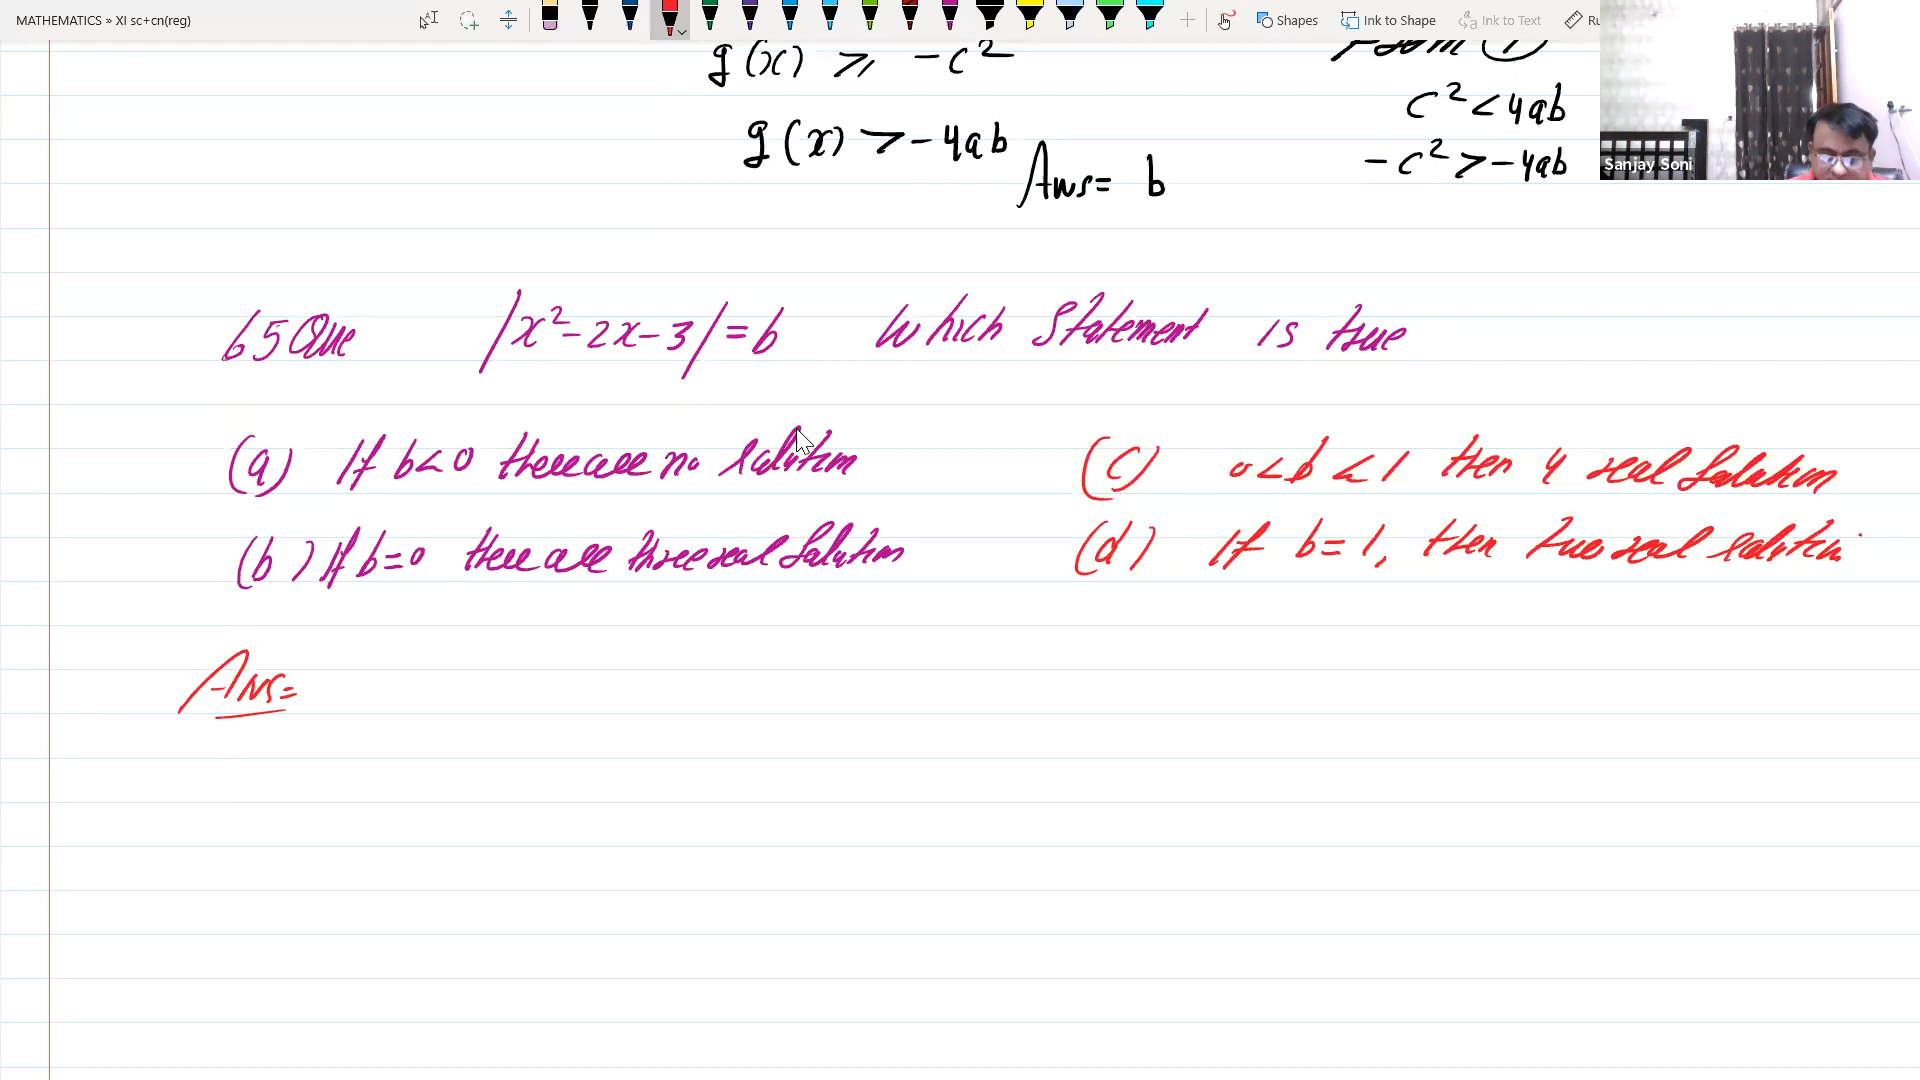 MATHEMATICS » XI sc+cn(reg)
Shapes Ink to Shape Ink to Text Ru
g(x) ⩾ -c²
c² < 4ab
g(x) > -4ab
-c² > -4ab
Sanjay Soni
Ans= b
65 Que |x²-2x-3| = b Which Statement is true
(a) If b<0 there are no solution
(c) 0<b<1 then 4 real Solution
(b) If b=0 there are three real Solution
(d) If b=1, then two real solution
Ans=